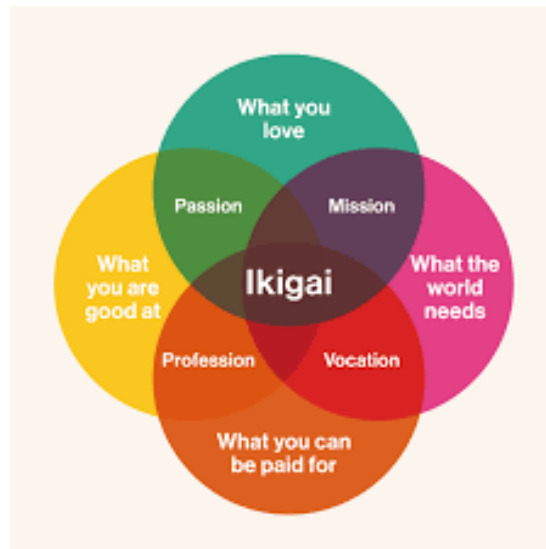 What you
love
Passion
Mission
What
you are
good at
Ikigai
What the
world
needs
Profession
Vocation
What you can
be paid for